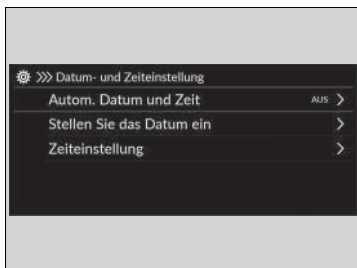 >>> Datum- und Zeiteinstellung
Autom. Datum und Zeit AUS >
Stellen Sie das Datum ein >
Zeiteinstellung >